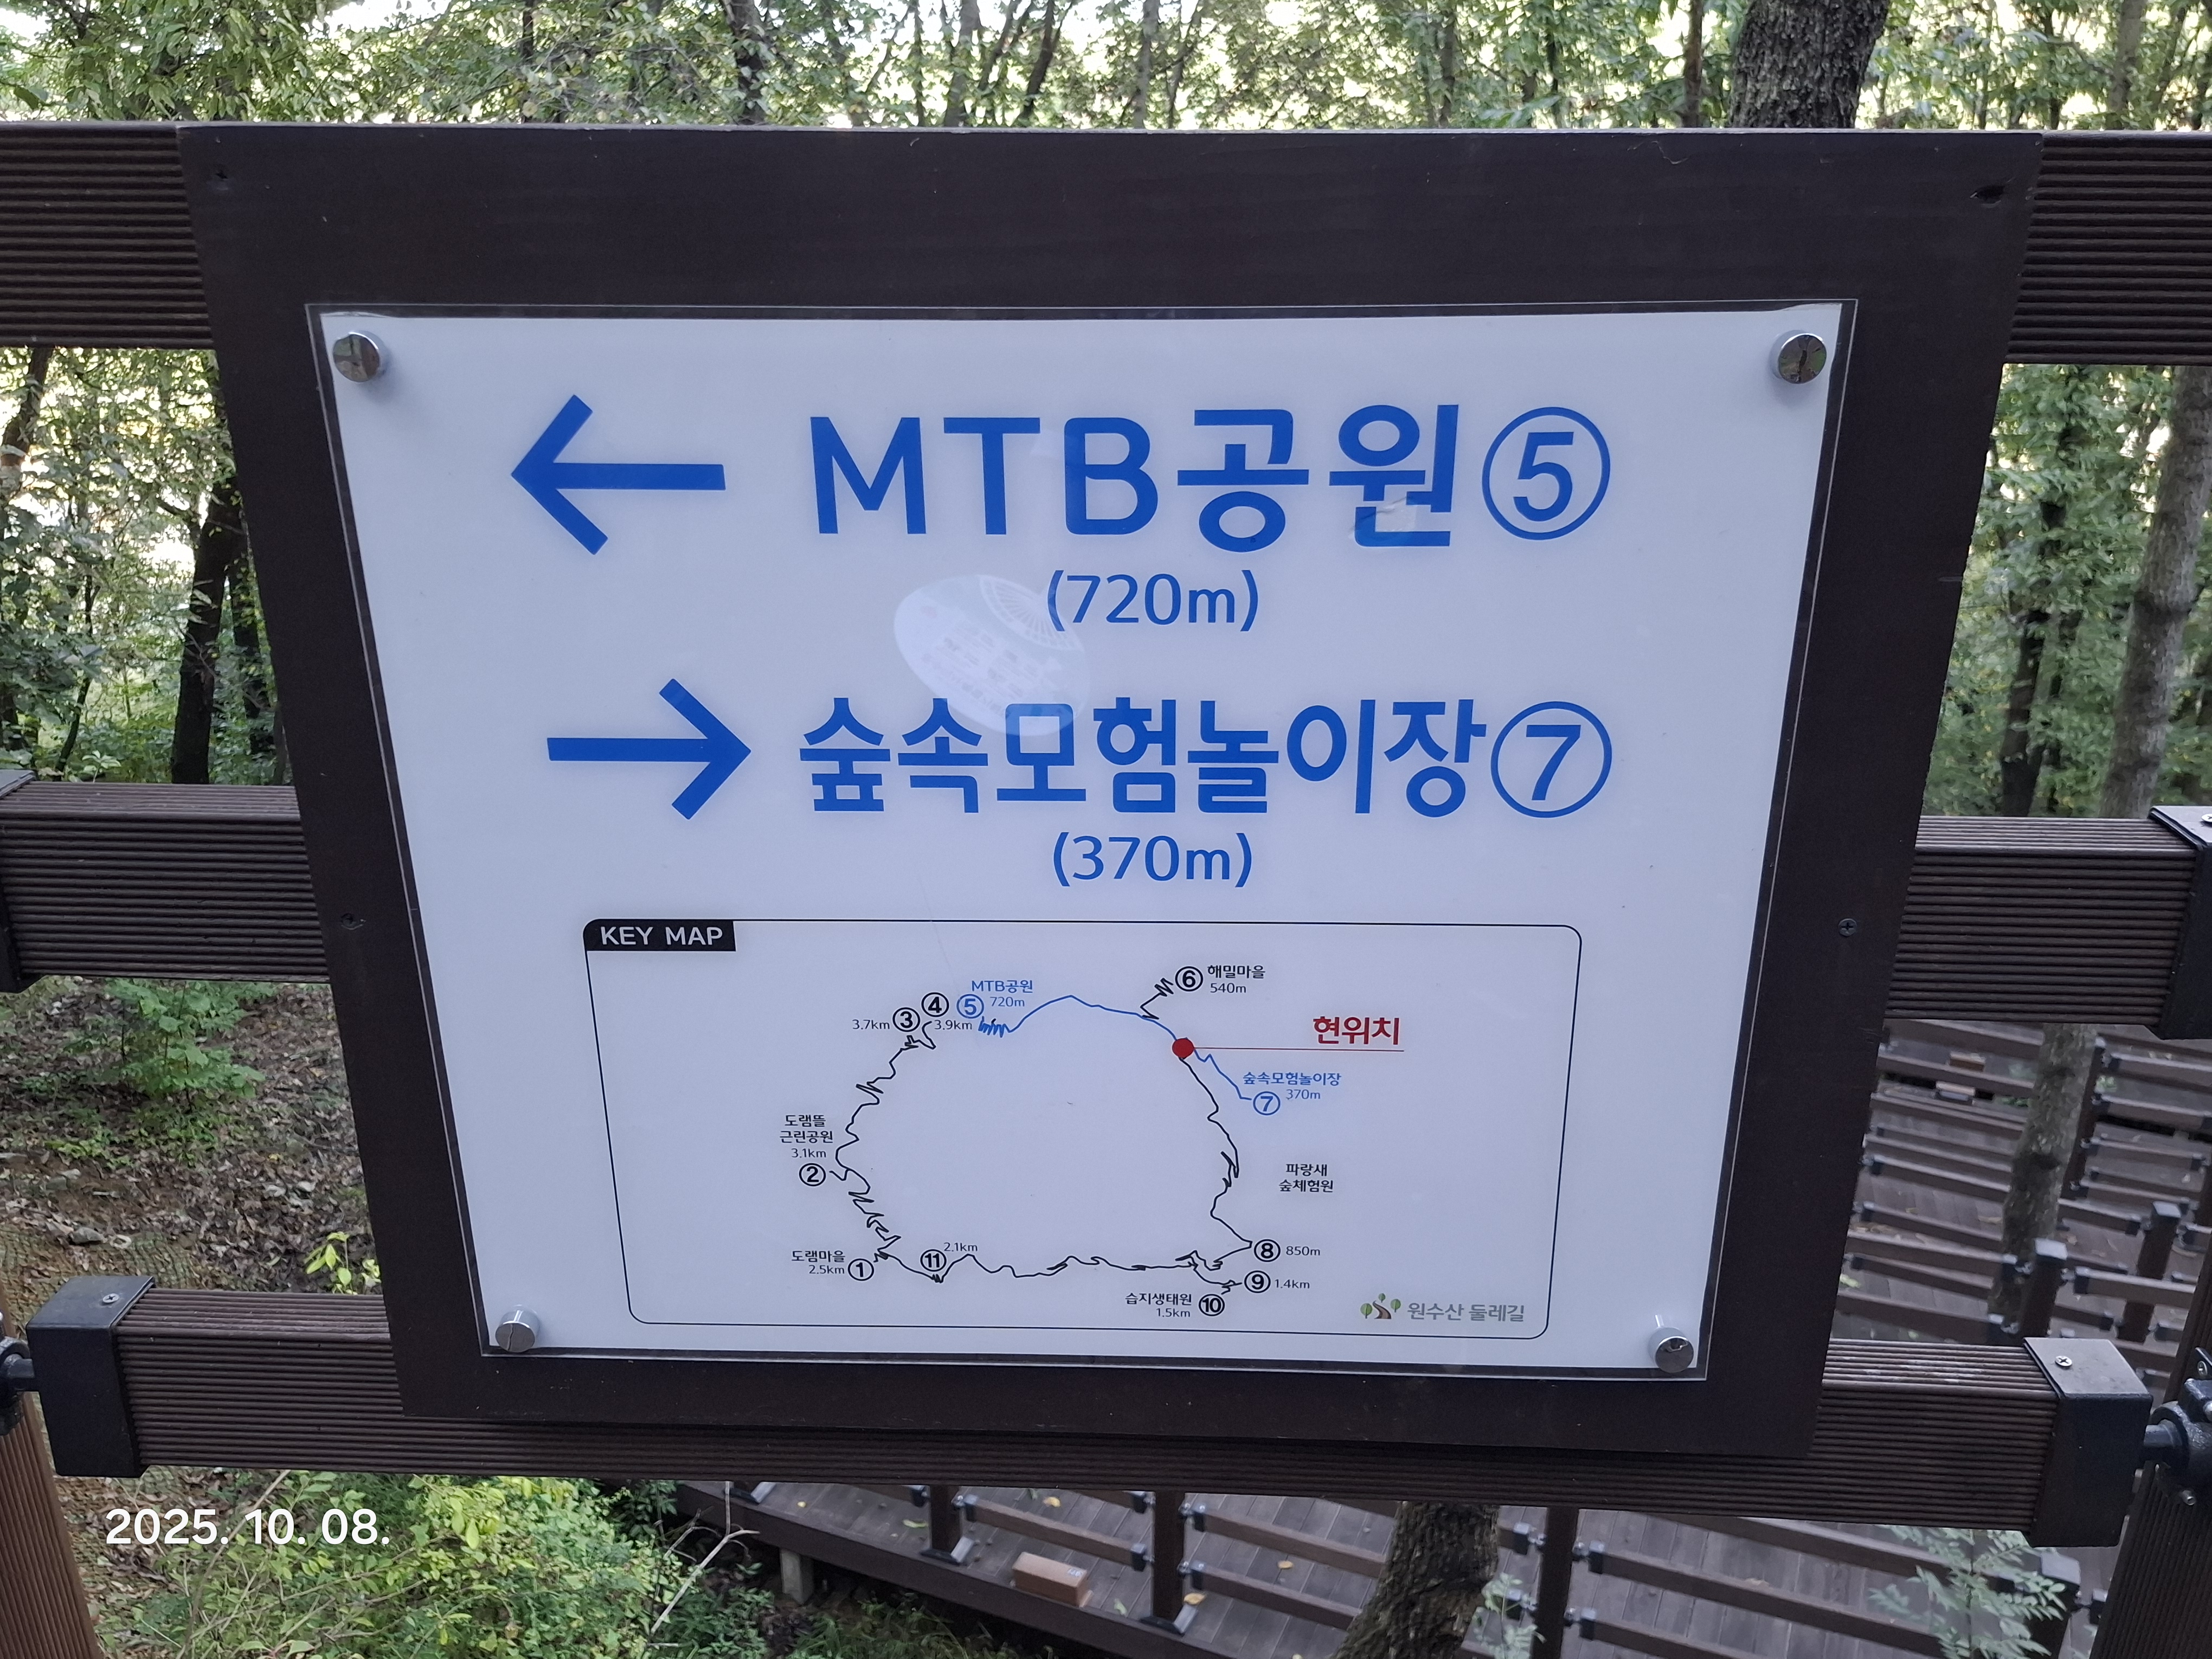 ← MTB공원⑤
(720m)
→ 숲속모험놀이장⑦
(370m)
KEY MAP
⑥ 해밀마을
540m
MTB공원
⑤ 720m
④
3.9km
3.7km ③
현위치
숲속모험놀이장
⑦ 370m
도램뜰
근린공원
3.1km
②
파랑새
숲체험원
도램마을
2.5km ①
⑪ 2.1km
⑧ 850m
⑨ 1.4km
습지생태원
1.5km ⑩
원수산 둘레길
2025. 10. 08.